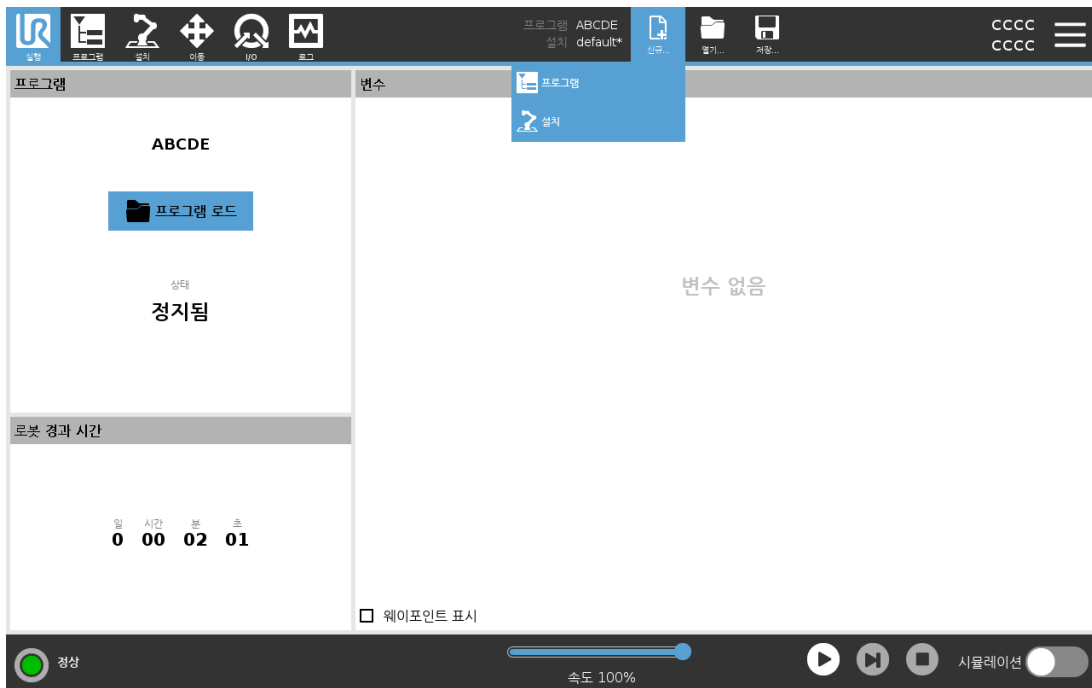 UR
실행 프로그램 설치 이동 I/O 로그
프로그램 ABCDE
설치 default*
신규... 열기... 저장...
CCCC
CCCC
프로그램
설치
프로그램
변수
ABCDE
프로그램 로드
상태
정지됨
변수 없음
로봇 경과 시간
일 시간 분 초
0 00 02 01
웨이포인트 표시
정상
속도 100%
시뮬레이션